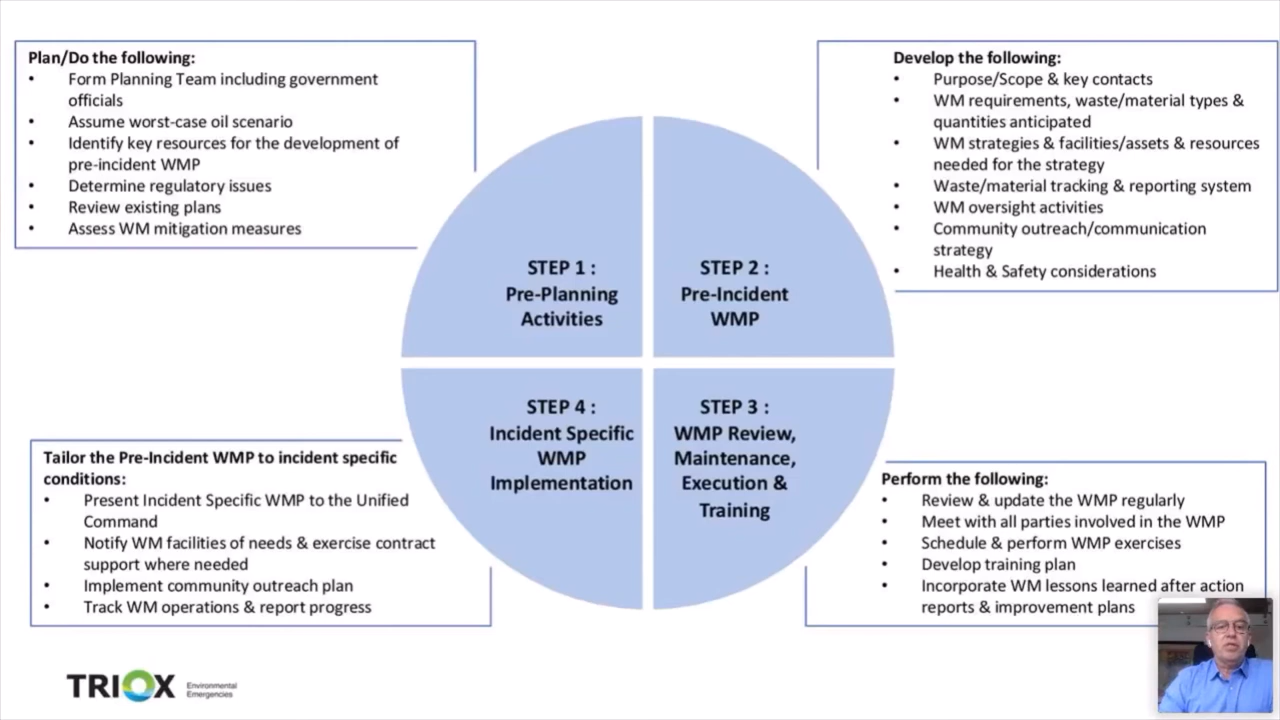 Plan/Do the following:
• Form Planning Team including government
officials
• Assume worst-case oil scenario
• Identify key resources for the development of
pre-incident WMP
• Determine regulatory issues
• Review existing plans
• Assess WM mitigation measures
Develop the following:
• Purpose/Scope & key contacts
• WM requirements, waste/material types &
quantities anticipated
• WM strategies & facilities/assets & resources
needed for the strategy
• Waste/material tracking & reporting system
• WM oversight activities
• Community outreach/communication
strategy
• Health & Safety considerations
STEP 1 :
Pre-Planning
Activities
STEP 2 :
Pre-Incident
WMP
STEP 4 :
Incident Specific
WMP
Implementation
STEP 3 :
WMP Review,
Maintenance,
Execution &
Training
Tailor the Pre-Incident WMP to incident specific
conditions:
• Present Incident Specific WMP to the Unified
Command
• Notify WM facilities of needs & exercise contract
support where needed
• Implement community outreach plan
• Track WM operations & report progress
Perform the following:
• Review & update the WMP regularly
• Meet with all parties involved in the WMP
• Schedule & perform WMP exercises
• Develop training plan
• Incorporate WM lessons learned after action
reports & improvement plans
TRIOX
Environmental
Emergencies